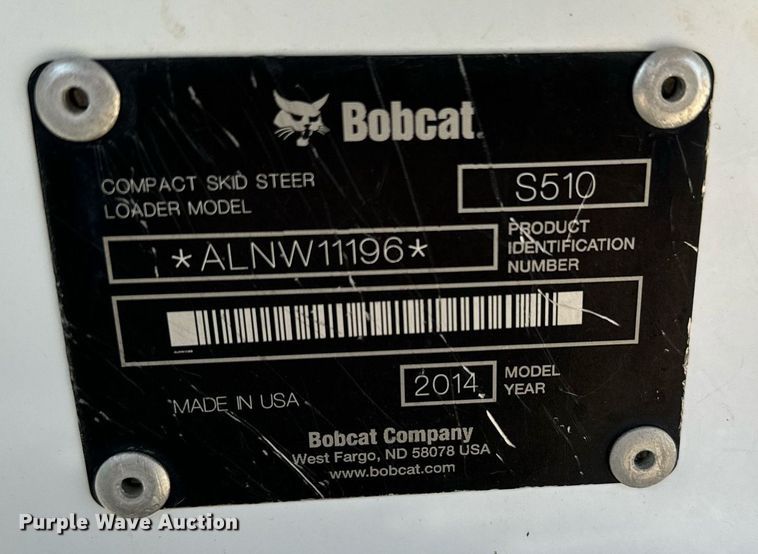 Bobcat
COMPACT SKID STEER
LOADER MODEL
S510
*ALNW11196*
PRODUCT
IDENTIFICATION
NUMBER
2014
MODEL
YEAR
MADE IN USA
Bobcat Company
West Fargo, ND 58078 USA
www.bobcat.com
Purple Wave Auction